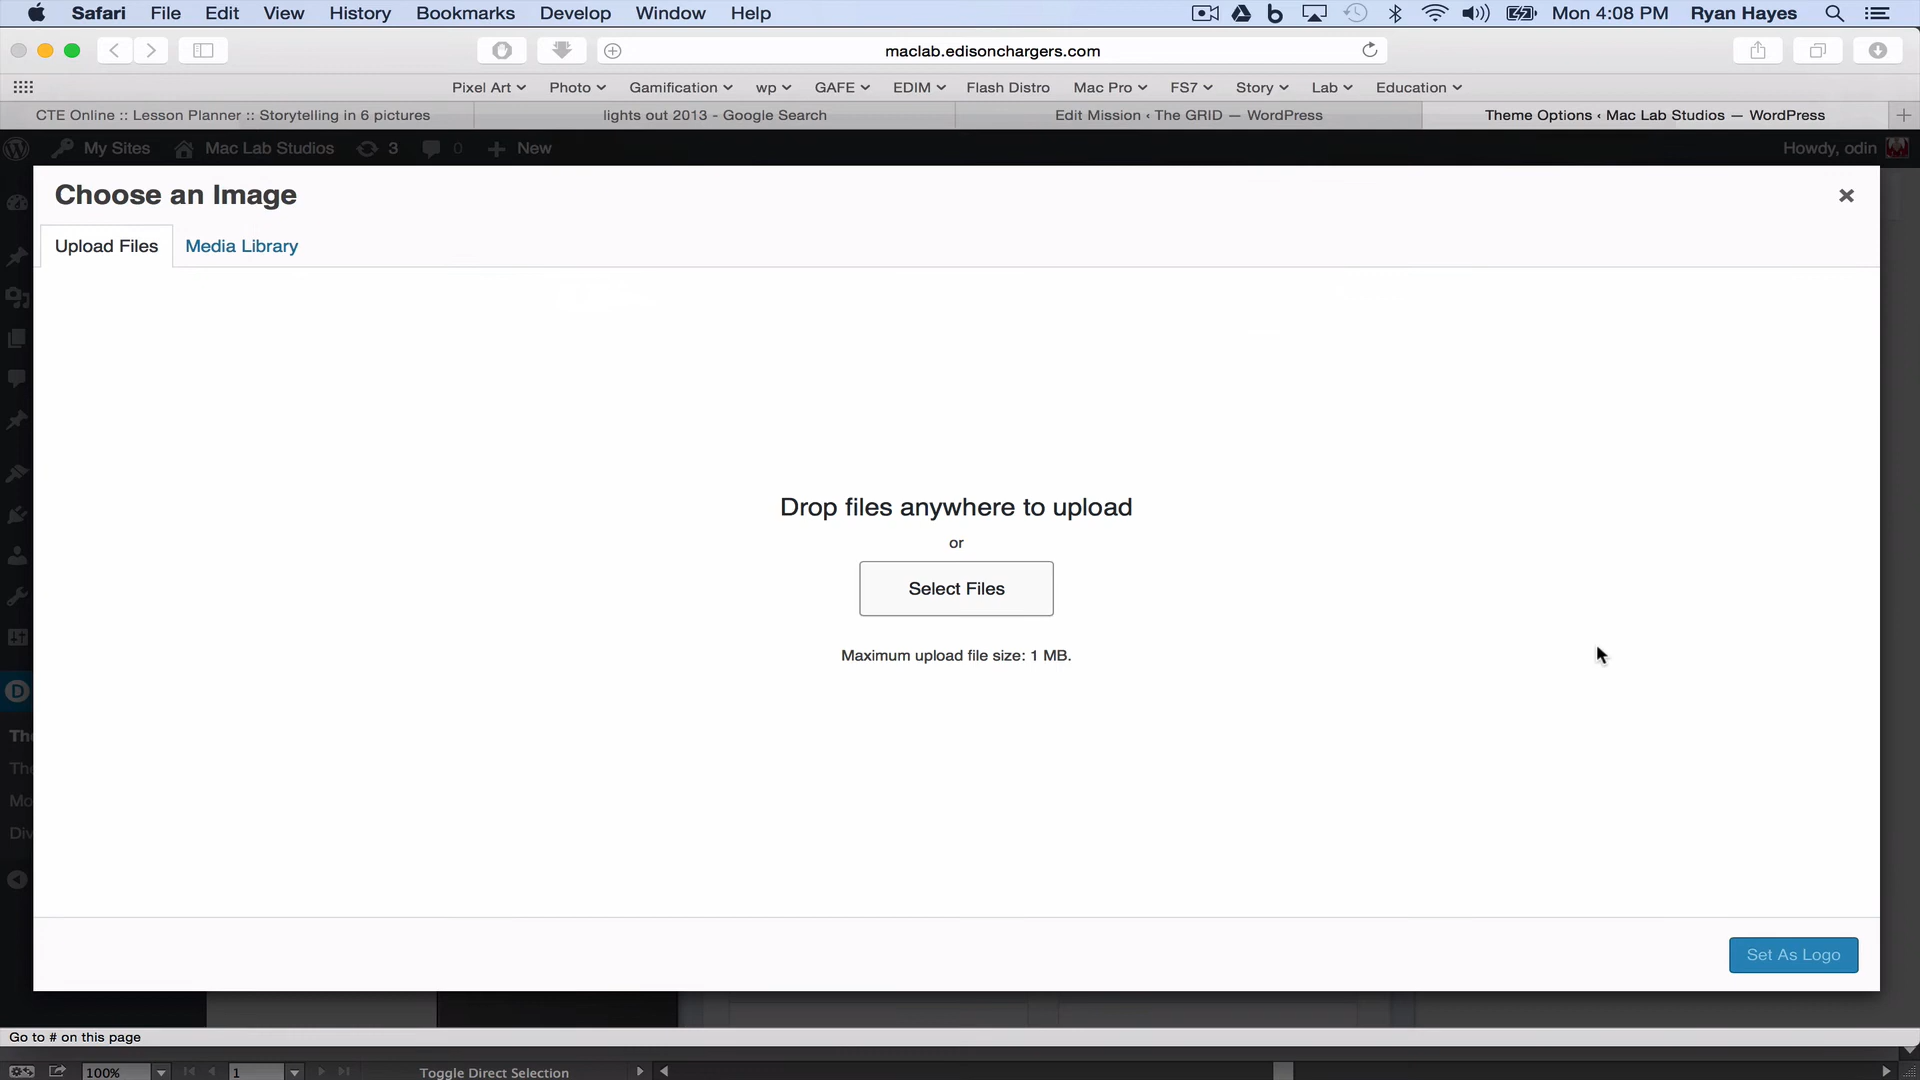 Safari File Edit View History Bookmarks Develop Window Help Mon 4:08 PM Ryan Hayes
maclab.edisonchargers.com
Pixel Art Photo Gamification wp GAFE EDIM Flash Distro Mac Pro FS7 Story Lab Education
CTE Online :: Lesson Planner :: Storytelling in 6 pictures lights out 2013 - Google Search Edit Mission ‹ The GRID — WordPress Theme Options ‹ Mac Lab Studios — WordPress
My Sites Mac Lab Studios 3 0 New Howdy, odin
Choose an Image
Upload Files Media Library
Drop files anywhere to upload
or
Select Files
Maximum upload file size: 1 MB.
D
Set As Logo
Go to # on this page
100% 1 Toggle Direct Selection